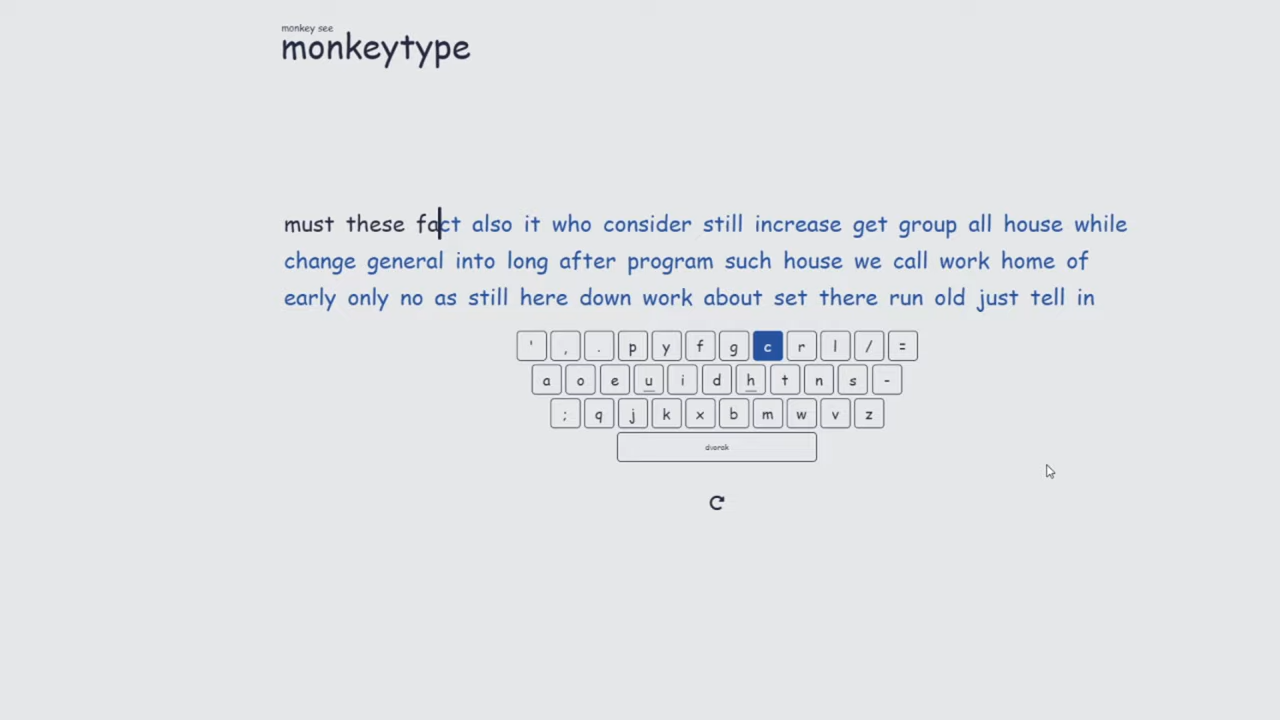 monkey see
monkeytype
must these fact also it who consider still increase get group all house while
change general into long after program such house we call work home of
early only no as still here down work about set there run old just tell in
' , . p y f g c r l / =
a o e u i d h t n s -
; q j k x b m w v z
dvorak